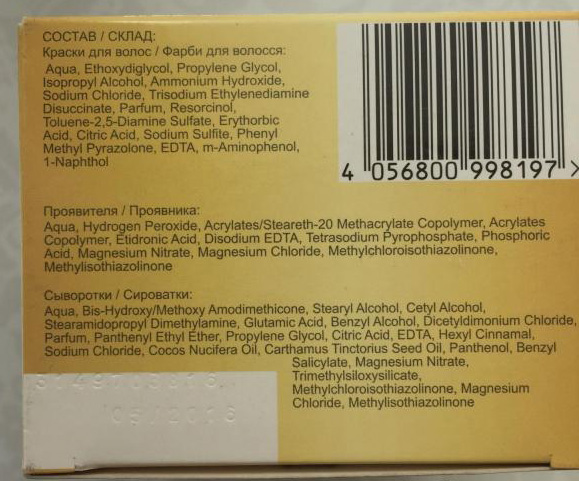 СОСТАВ / СКЛАД:
Краски для волос / Фарби для волосся:
Aqua, Ethoxydiglycol, Propylene Glycol,
Isopropyl Alcohol, Ammonium Hydroxide,
Sodium Chloride, Trisodium Ethylenediamine
Disuccinate, Parfum, Resorcinol,
Toluene-2,5-Diamine Sulfate, Erythorbic
Acid, Citric Acid, Sodium Sulfite, Phenyl
Methyl Pyrazolone, EDTA, m-Aminophenol,
1-Naphthol
4 056800 998197 >
Проявителя / Проявника:
Aqua, Hydrogen Peroxide, Acrylates/Steareth-20 Methacrylate Copolymer, Acrylates
Copolymer, Etidronic Acid, Disodium EDTA, Tetrasodium Pyrophosphate, Phosphoric
Acid, Magnesium Nitrate, Magnesium Chloride, Methylchloroisothiazolinone,
Methylisothiazolinone
Сыворотки / Сироватки:
Aqua, Bis-Hydroxy/Methoxy Amodimethicone, Stearyl Alcohol, Cetyl Alcohol,
Stearamidopropyl Dimethylamine, Glutamic Acid, Benzyl Alcohol, Dicetyldimonium Chloride,
Parfum, Panthenyl Ethyl Ether, Propylene Glycol, Citric Acid, EDTA, Hexyl Cinnamal,
Sodium Chloride, Cocos Nucifera Oil, Carthamus Tinctorius Seed Oil, Panthenol, Benzyl
Salicylate, Magnesium Nitrate,
Trimethylsiloxysilicate,
Methylchloroisothiazolinone, Magnesium
Chloride, Methylisothiazolinone